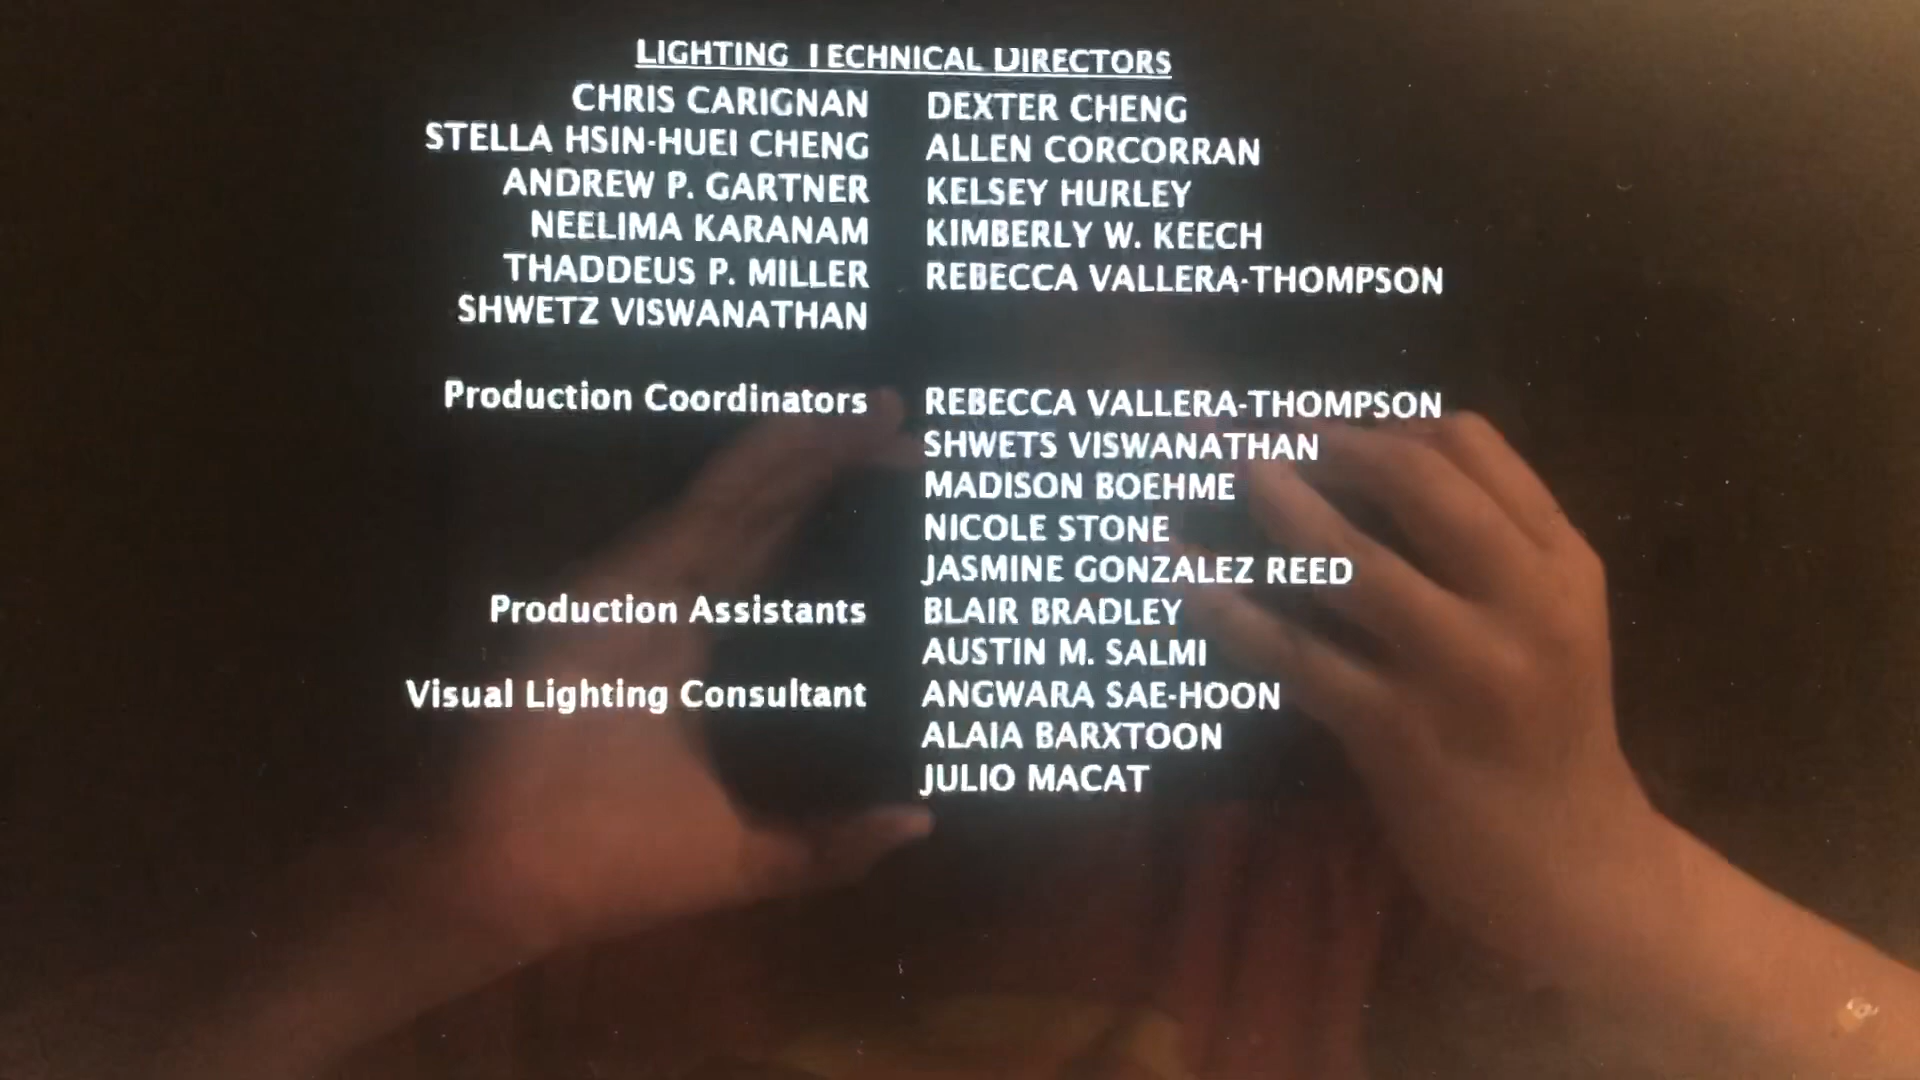 LIGHTING TECHNICAL DIRECTORS
CHRIS CARIGNAN DEXTER CHENG
STELLA HSIN-HUEI CHENG ALLEN CORCORRAN
ANDREW P. GARTNER KELSEY HURLEY
NEELIMA KARANAM KIMBERLY W. KEECH
THADDEUS P. MILLER REBECCA VALLERA-THOMPSON
SHWETZ VISWANATHAN
Production Coordinators REBECCA VALLERA-THOMPSON
SHWETS VISWANATHAN
MADISON BOEHME
NICOLE STONE
JASMINE GONZALEZ REED
Production Assistants BLAIR BRADLEY
AUSTIN M. SALMI
Visual Lighting Consultant ANGWARA SAE-HOON
ALAIA BARXTOON
JULIO MACAT